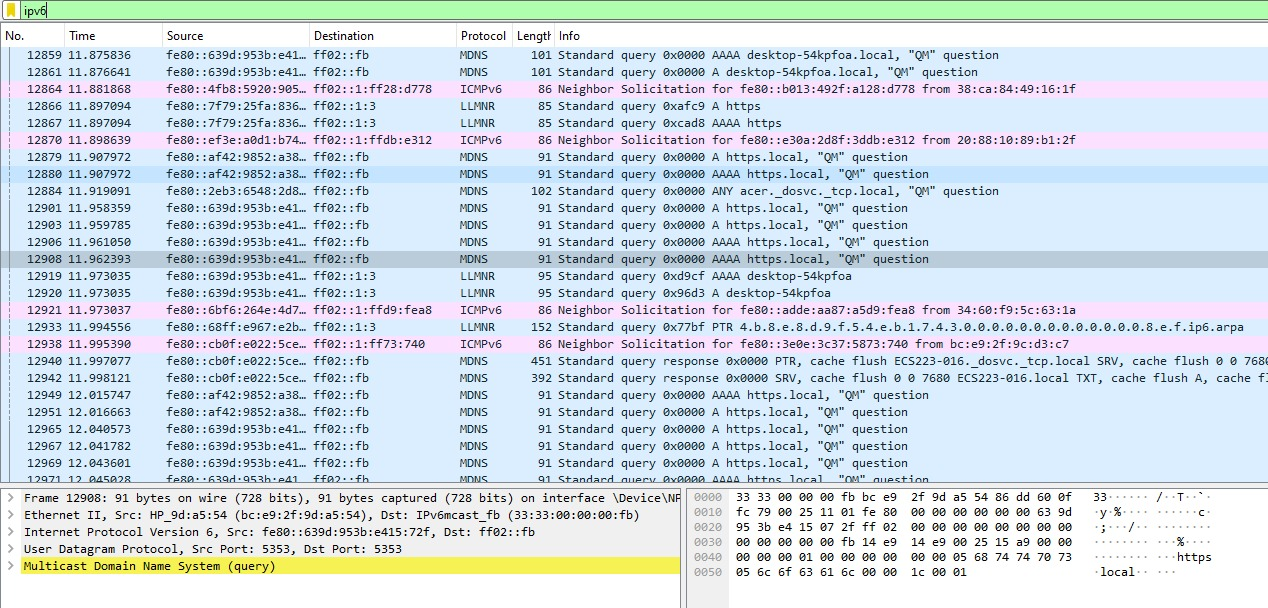 ipv6
No. Time Source Destination Protocol Length Info
12859 11.875836 fe80::639d:953b:e41… ff02::fb MDNS 101 Standard query 0x0000 AAAA desktop-54kpfoa.local, "QM" question
12861 11.876641 fe80::639d:953b:e41… ff02::fb MDNS 101 Standard query 0x0000 A desktop-54kpfoa.local, "QM" question
12864 11.881868 fe80::4fb8:5920:905… ff02::1:ff28:d778 ICMPv6 86 Neighbor Solicitation for fe80::b013:492f:a128:d778 from 38:ca:84:49:16:1f
12866 11.897094 fe80::7f79:25fa:836… ff02::1:3 LLMNR 85 Standard query 0xafc9 A https
12867 11.897094 fe80::7f79:25fa:836… ff02::1:3 LLMNR 85 Standard query 0xcad8 AAAA https
12870 11.898639 fe80::ef3e:a0d1:b74… ff02::1:ffdb:e312 ICMPv6 86 Neighbor Solicitation for fe80::e30a:2d8f:3ddb:e312 from 20:88:10:89:b1:2f
12879 11.907972 fe80::af42:9852:a38… ff02::fb MDNS 91 Standard query 0x0000 A https.local, "QM" question
12880 11.907972 fe80::af42:9852:a38… ff02::fb MDNS 91 Standard query 0x0000 AAAA https.local, "QM" question
12884 11.919091 fe80::2eb3:6548:2d8… ff02::fb MDNS 102 Standard query 0x0000 ANY acer._dosvc._tcp.local, "QM" question
12901 11.958359 fe80::639d:953b:e41… ff02::fb MDNS 91 Standard query 0x0000 A https.local, "QM" question
12903 11.959785 fe80::639d:953b:e41… ff02::fb MDNS 91 Standard query 0x0000 A https.local, "QM" question
12906 11.961050 fe80::639d:953b:e41… ff02::fb MDNS 91 Standard query 0x0000 AAAA https.local, "QM" question
12908 11.962393 fe80::639d:953b:e41… ff02::fb MDNS 91 Standard query 0x0000 AAAA https.local, "QM" question
12919 11.973035 fe80::639d:953b:e41… ff02::1:3 LLMNR 95 Standard query 0xd9cf AAAA desktop-54kpfoa
12920 11.973035 fe80::639d:953b:e41… ff02::1:3 LLMNR 95 Standard query 0x96d3 A desktop-54kpfoa
12921 11.973037 fe80::6bf6:264e:4d7… ff02::1:ffd9:fea8 ICMPv6 86 Neighbor Solicitation for fe80::adde:aa87:a5d9:fea8 from 34:60:f9:5c:63:1a
12933 11.994556 fe80::68ff:e967:e2b… ff02::1:3 LLMNR 152 Standard query 0x77bf PTR 4.b.8.e.8.d.9.f.5.4.e.b.1.7.4.3.0.0.0.0.0.0.0.0.0.0.0.0.0.8.e.f.ip6.arpa
12938 11.995390 fe80::cb0f:e022:5ce… ff02::1:ff73:740 ICMPv6 86 Neighbor Solicitation for fe80::3e0e:3c37:5873:740 from bc:e9:2f:9c:d3:c7
12940 11.997077 fe80::cb0f:e022:5ce… ff02::fb MDNS 451 Standard query response 0x0000 PTR, cache flush ECS223-016._dosvc._tcp.local SRV, cache flush 0 0 7680
12942 11.998121 fe80::cb0f:e022:5ce… ff02::fb MDNS 392 Standard query response 0x0000 SRV, cache flush 0 0 7680 ECS223-016.local TXT, cache flush A, cache fl
12949 12.015747 fe80::af42:9852:a38… ff02::fb MDNS 91 Standard query 0x0000 AAAA https.local, "QM" question
12951 12.016663 fe80::af42:9852:a38… ff02::fb MDNS 91 Standard query 0x0000 A https.local, "QM" question
12965 12.040573 fe80::639d:953b:e41… ff02::fb MDNS 91 Standard query 0x0000 A https.local, "QM" question
12967 12.041782 fe80::639d:953b:e41… ff02::fb MDNS 91 Standard query 0x0000 A https.local, "QM" question
12969 12.043601 fe80::639d:953b:e41… ff02::fb MDNS 91 Standard query 0x0000 A https.local, "QM" question
12971 12.045028 fe80::639d:953b:e41… ff02::fb MDNS 91 Standard query 0x0000 AAAA https.local, "QM" question
Frame 12908: 91 bytes on wire (728 bits), 91 bytes captured (728 bits) on interface \Device\NP
Ethernet II, Src: HP_9d:a5:54 (bc:e9:2f:9d:a5:54), Dst: IPv6mcast_fb (33:33:00:00:00:fb)
Internet Protocol Version 6, Src: fe80::639d:953b:e415:72f, Dst: ff02::fb
User Datagram Protocol, Src Port: 5353, Dst Port: 5353
Multicast Domain Name System (query)
0000 33 33 00 00 00 fb bc e9 2f 9d a5 54 86 dd 60 0f 33······ /··T··`·
0010 fc 79 00 25 11 01 fe 80 00 00 00 00 00 00 63 9d ·y·%···· ······c·
0020 95 3b e4 15 07 2f ff 02 00 00 00 00 00 00 00 00 ·;···/·· ········
0030 00 00 00 00 00 fb 14 e9 14 e9 00 25 15 a9 00 00 ········ ···%····
0040 00 00 00 01 00 00 00 00 00 00 05 68 74 74 70 73 ········ ···https
0050 05 6c 6f 63 61 6c 00 00 1c 00 01 ·local·· ···